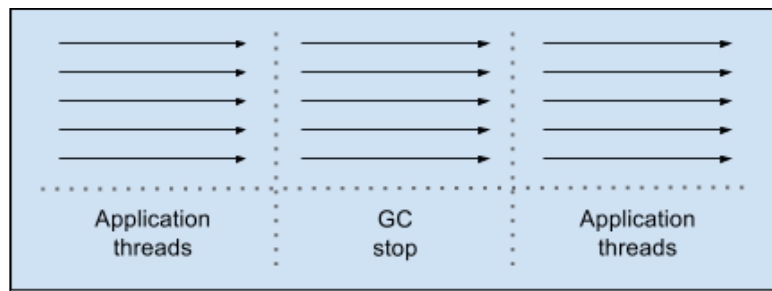 Application
threads
GC
stop
Application
threads